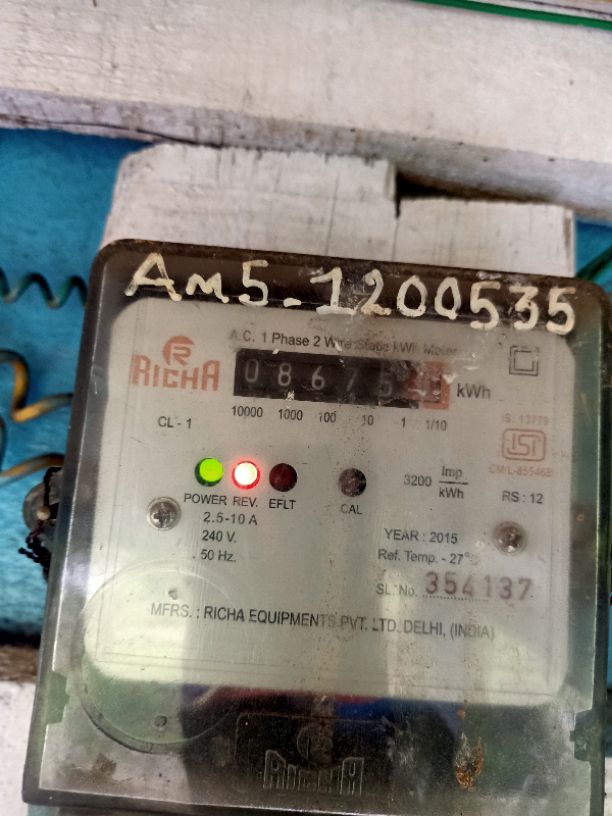 Am5-1200535
A.C. 1 Phase 2 Wire Static kWh Meter
RICHA
08675
kWh
10000 1000 100 10 1 1/10
CL - 1
IS: 13779
ISI
3200 Imp
kWh
RS : 12
POWER REV. EFLT
CAL
2.5-10 A
240 V.
50 Hz.
YEAR : 2015
Ref. Temp. - 27°
SL. No. 354137
MFRS. : RICHA EQUIPMENTS PVT. LTD. DELHI, (INDIA)
RICHA